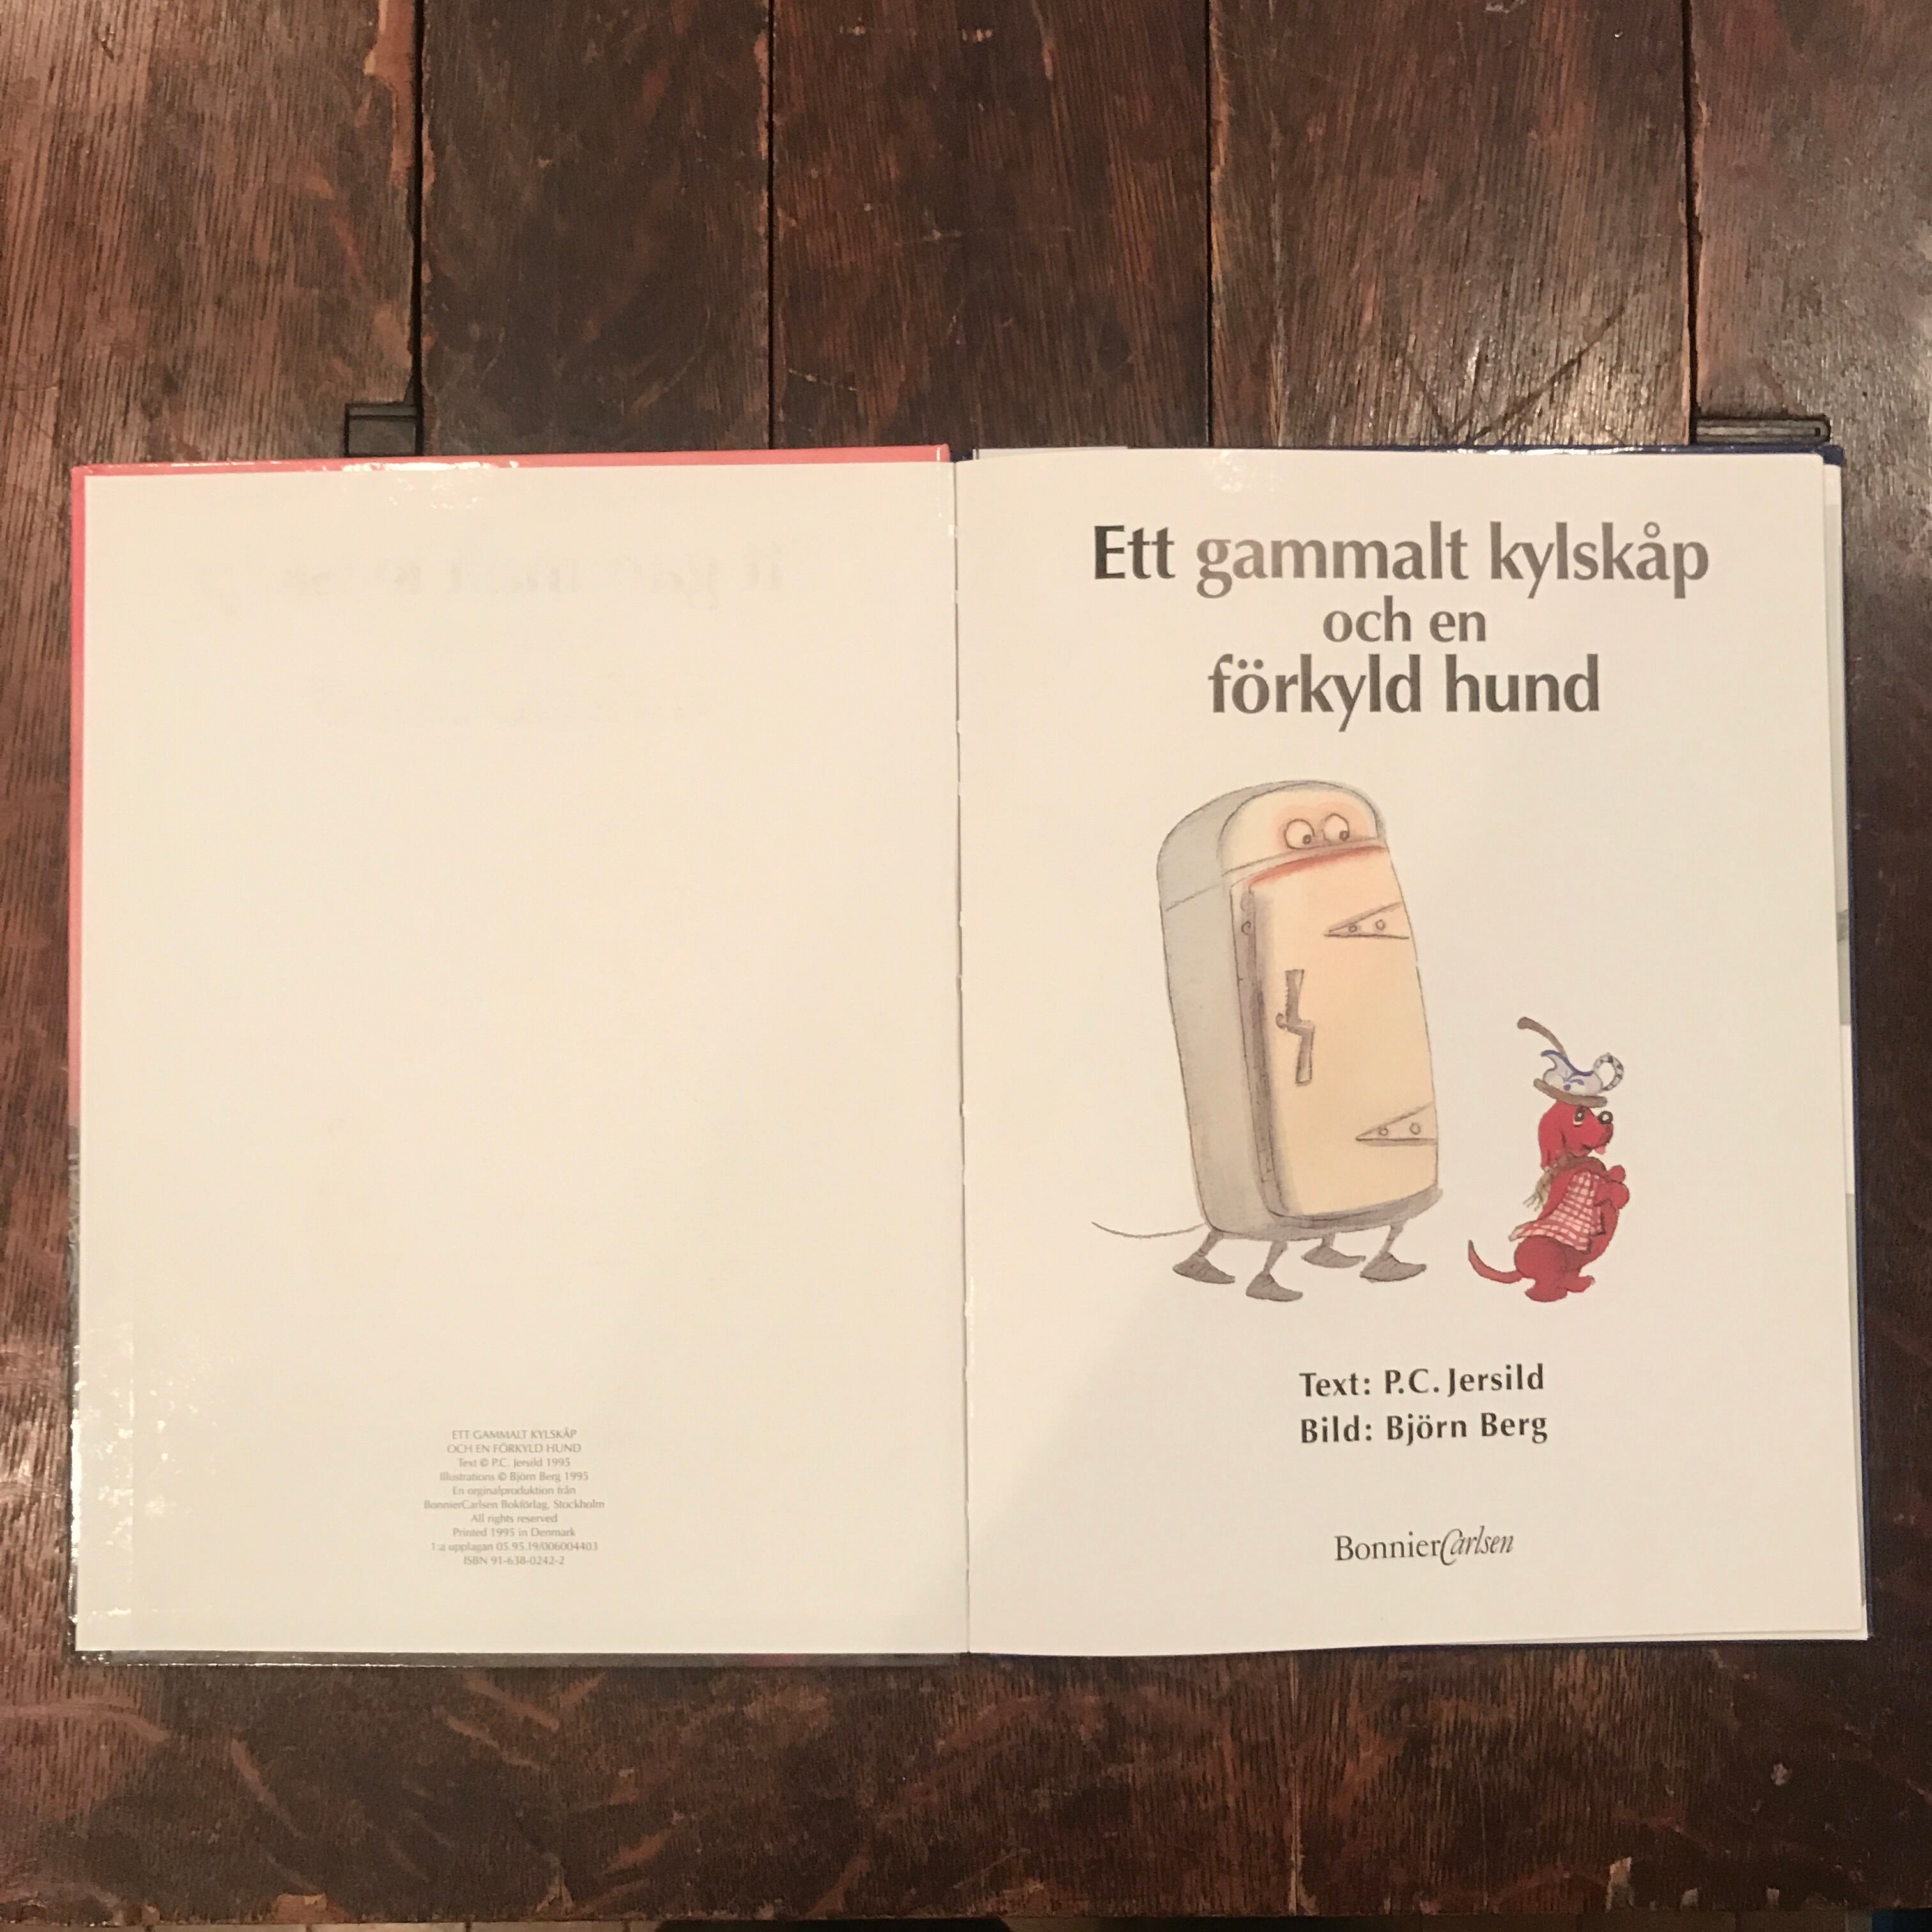 ETT GAMMALT KYLSKÅP
OCH EN FÖRKYLD HUND
Text © P.C. Jersild 1995
Illustrations © Björn Berg 1995
En orginalproduktion från
BonnierCarlsen Bokförlag, Stockholm
All rights reserved
Printed 1995 in Denmark
1:a upplagan 05.95.19/006004403
ISBN 91-638-0242-2
Ett gammalt kylskåp
och en
förkyld hund
Text: P.C. Jersild
Bild: Björn Berg
BonnierCarlsen